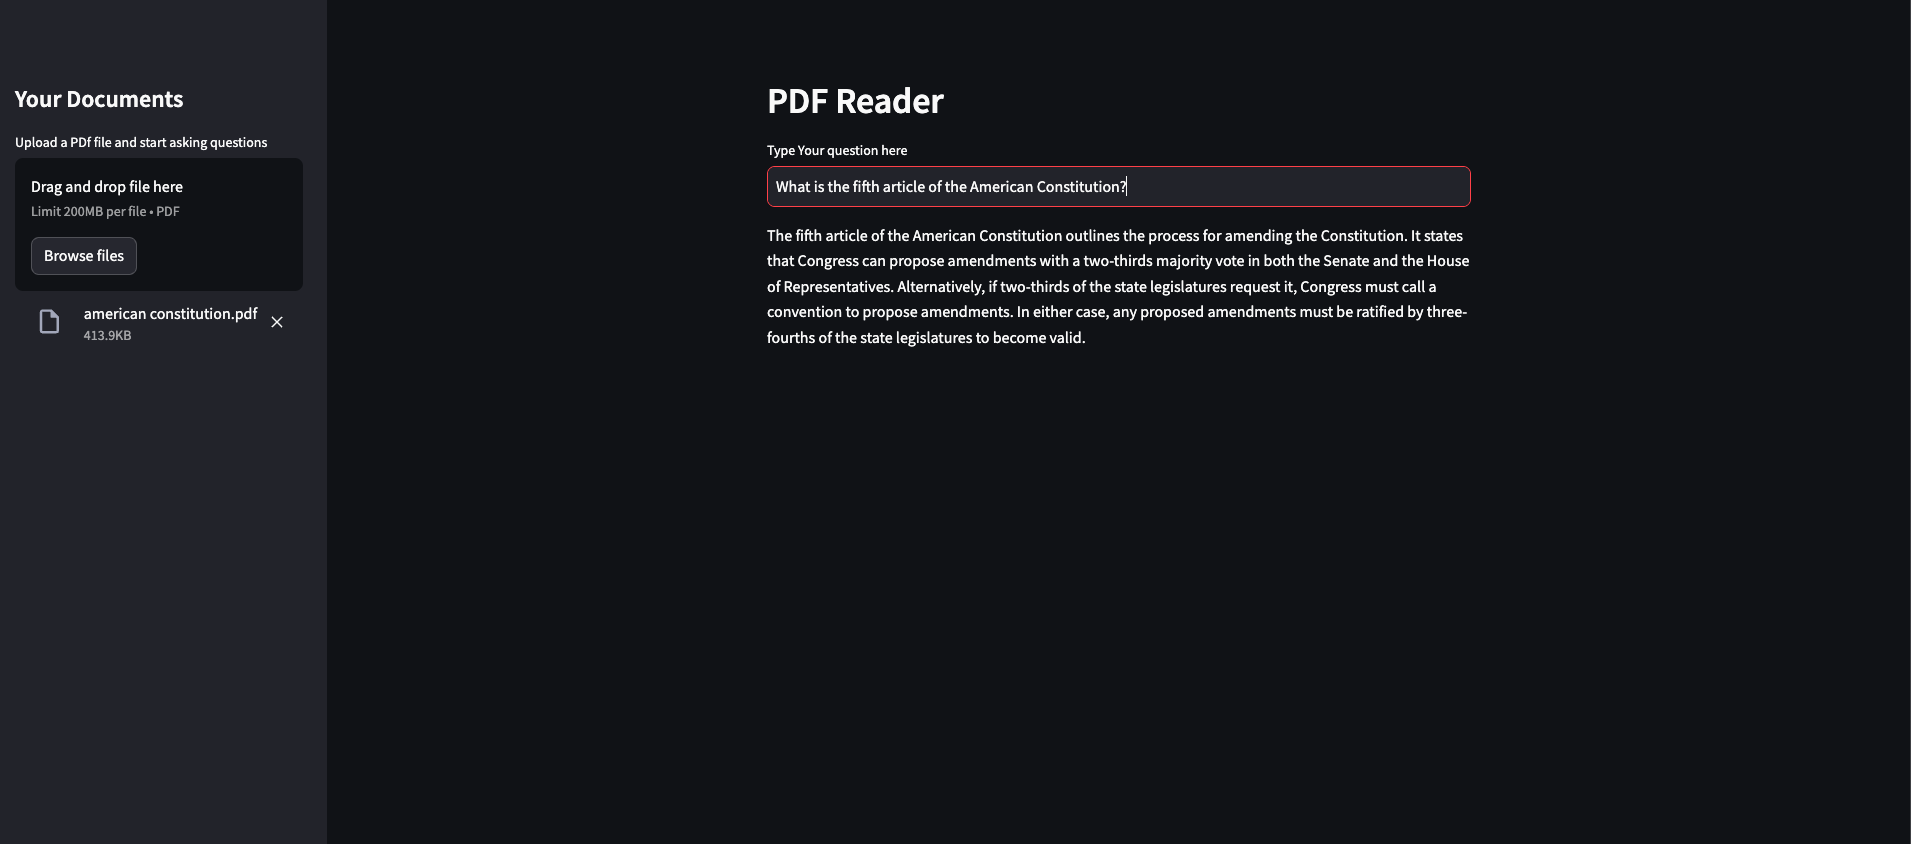 Your Documents
Upload a PDf file and start asking questions
Drag and drop file here
Limit 200MB per file • PDF
Browse files
american constitution.pdf
413.9KB
PDF Reader
Type Your question here
What is the fifth article of the American Constitution?
The fifth article of the American Constitution outlines the process for amending the Constitution. It states
that Congress can propose amendments with a two-thirds majority vote in both the Senate and the House
of Representatives. Alternatively, if two-thirds of the state legislatures request it, Congress must call a
convention to propose amendments. In either case, any proposed amendments must be ratified by three-
fourths of the state legislatures to become valid.